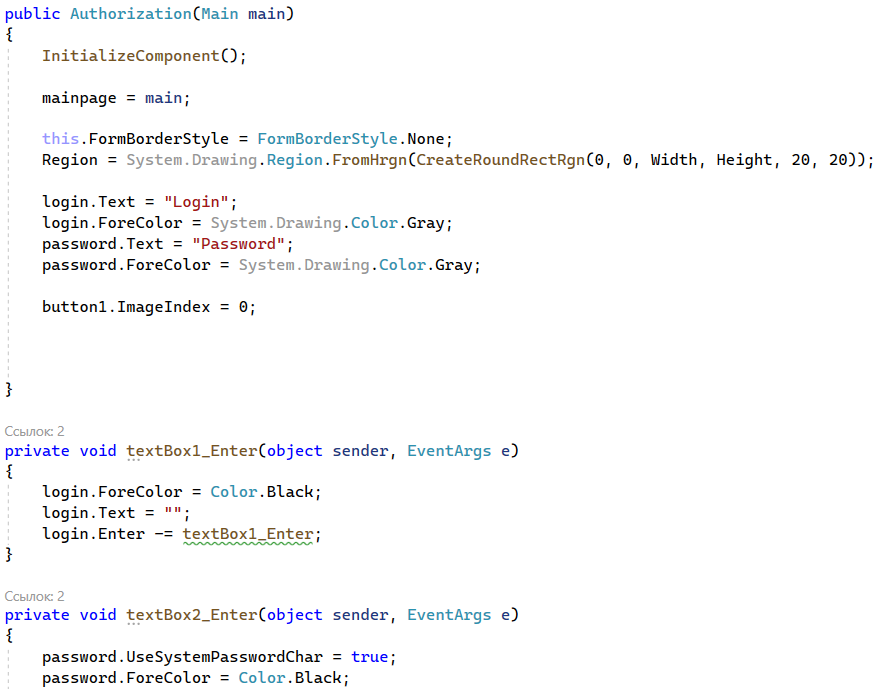 public Authorization(Main main)
{
    InitializeComponent();
    mainpage = main;
    this.FormBorderStyle = FormBorderStyle.None;
    Region = System.Drawing.Region.FromHrgn(CreateRoundRectRgn(0, 0, Width, Height, 20, 20));
    login.Text = "Login";
    login.ForeColor = System.Drawing.Color.Gray;
    password.Text = "Password";
    password.ForeColor = System.Drawing.Color.Gray;
    button1.ImageIndex = 0;
}
Ссылок: 2
private void textBox1_Enter(object sender, EventArgs e)
{
    login.ForeColor = Color.Black;
    login.Text = "";
    login.Enter -= textBox1_Enter;
}
Ссылок: 2
private void textBox2_Enter(object sender, EventArgs e)
{
    password.UseSystemPasswordChar = true;
    password.ForeColor = Color.Black;